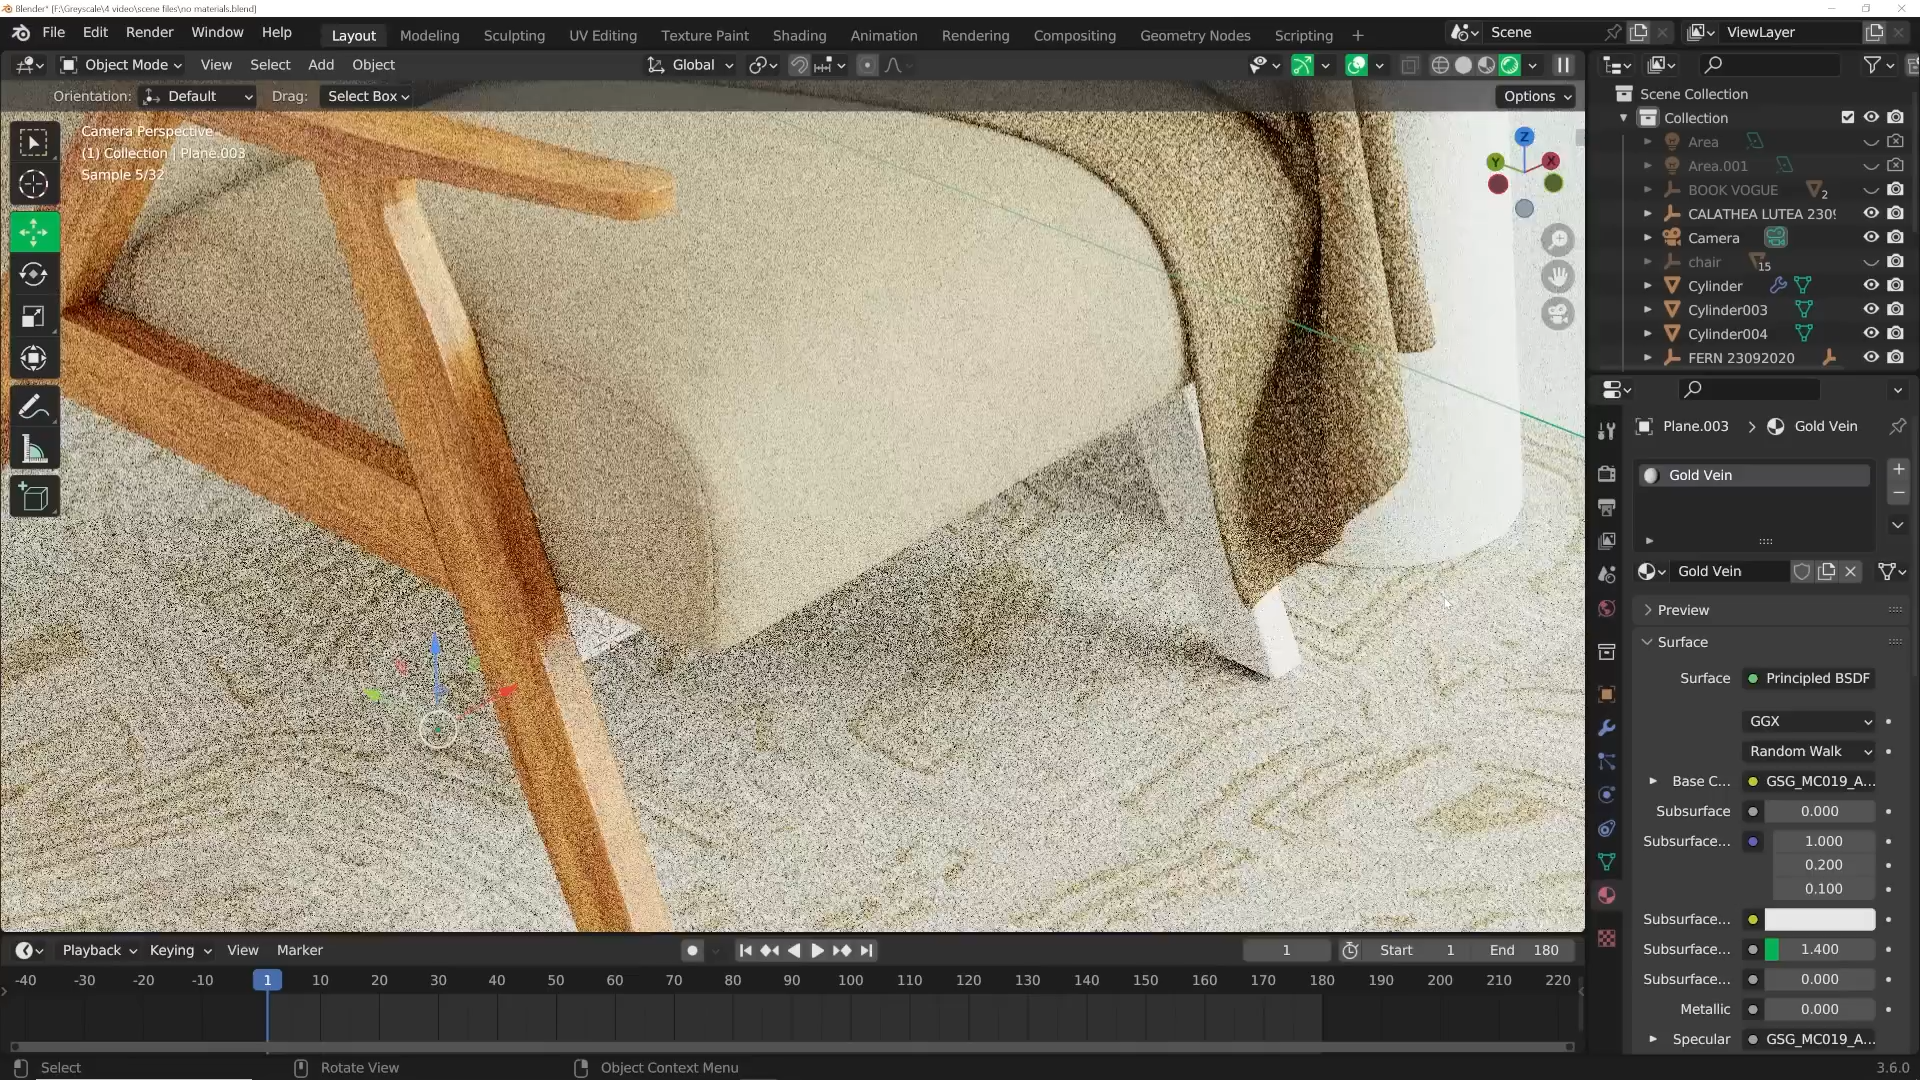 Blender* [F:\Greyscale\4 video\scene files\no materials.blend]
File Edit Render Window Help Layout Modeling Sculpting UV Editing Texture Paint Shading Animation Rendering Compositing Geometry Nodes Scripting + Scene ViewLayer
Object Mode View Select Add Object Global
Orientation: Default Drag: Select Box Options
Camera Perspective
(1) Collection | Plane.003
Sample 5/32
Z
Y X
Scene Collection
Collection
Area
Area.001
BOOK VOGUE 2
CALATHEA LUTEA 2309
Camera
chair 15
Cylinder
Cylinder003
Cylinder004
FERN 23092020
Plane.003 > Gold Vein
Gold Vein
Gold Vein
Preview
Surface
Surface Principled BSDF
GGX
Random Walk
Base C... GSG_MC019_A...
Subsurface 0.000
Subsurface... 1.000
0.200
0.100
Subsurface...
Subsurface... 1.400
Subsurface... 0.000
Metallic 0.000
Specular GSG_MC019_A...
Playback Keying View Marker 1 Start 1 End 180
-40 -30 -20 -10 1 10 20 30 40 50 60 70 80 90 100 110 120 130 140 150 160 170 180 190 200 210 220
Select Rotate View Object Context Menu 3.6.0